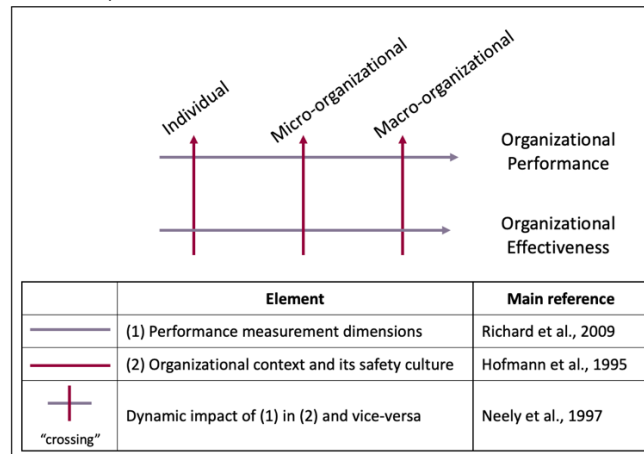 Individual
Micro-organizational
Macro-organizational
Organizational
Performance
Organizational
Effectiveness
Element
Main reference
(1) Performance measurement dimensions
Richard et al., 2009
(2) Organizational context and its safety culture
Hofmann et al., 1995
Dynamic impact of (1) in (2) and vice-versa
Neely et al., 1997
“crossing”